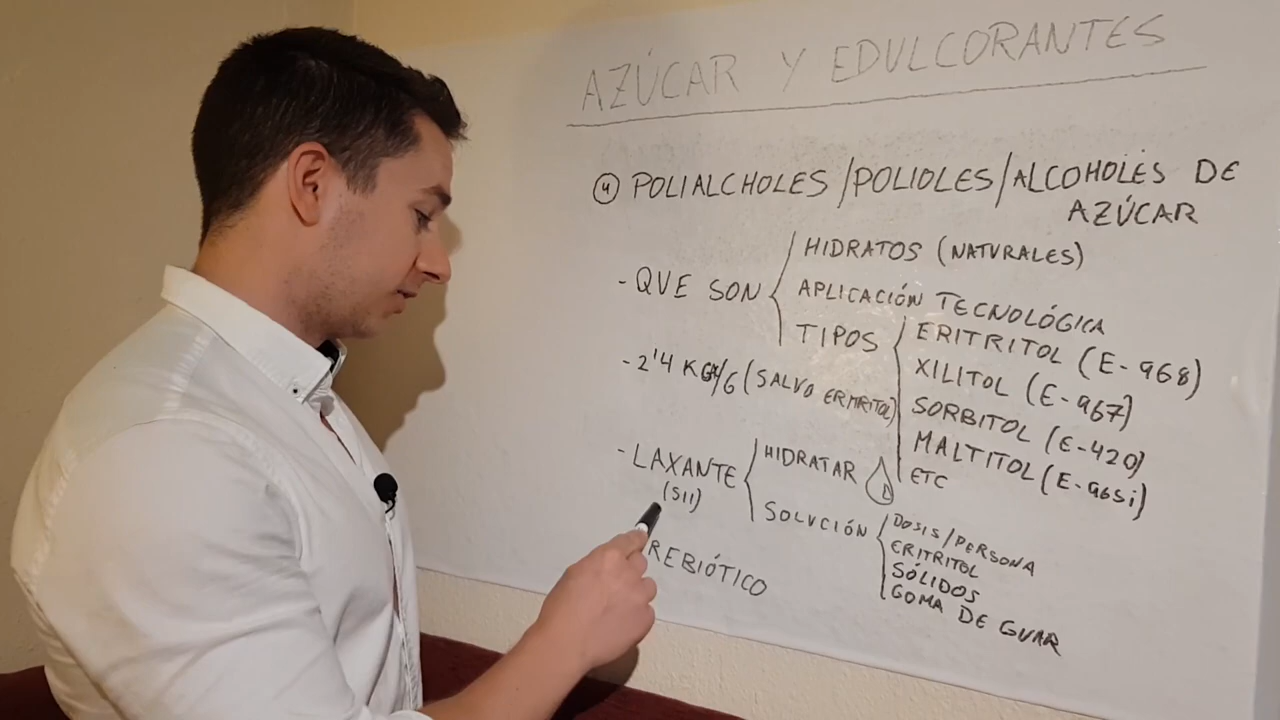 AZÚCAR Y EDULCORANTES
④ POLIALCHOLES/POLIOLES/ALCOHOLES DE
AZÚCAR
- QUE SON
HIDRATOS (NATURALES)
APLICACIÓN TECNOLÓGICA
TIPOS
ERITRITOL (E-968)
XILITOL (E-967)
SORBITOL (E-420)
MALTITOL (E-965i)
ETC
- 2'4 K /G (SALVO ERITRITOL)
- LAXANTE
(SII)
HIDRATAR
SOLUCIÓN
DOSIS/PERSONA
ERITRITOL
SÓLIDOS
GOMA DE GUAR
REBIÓTICO